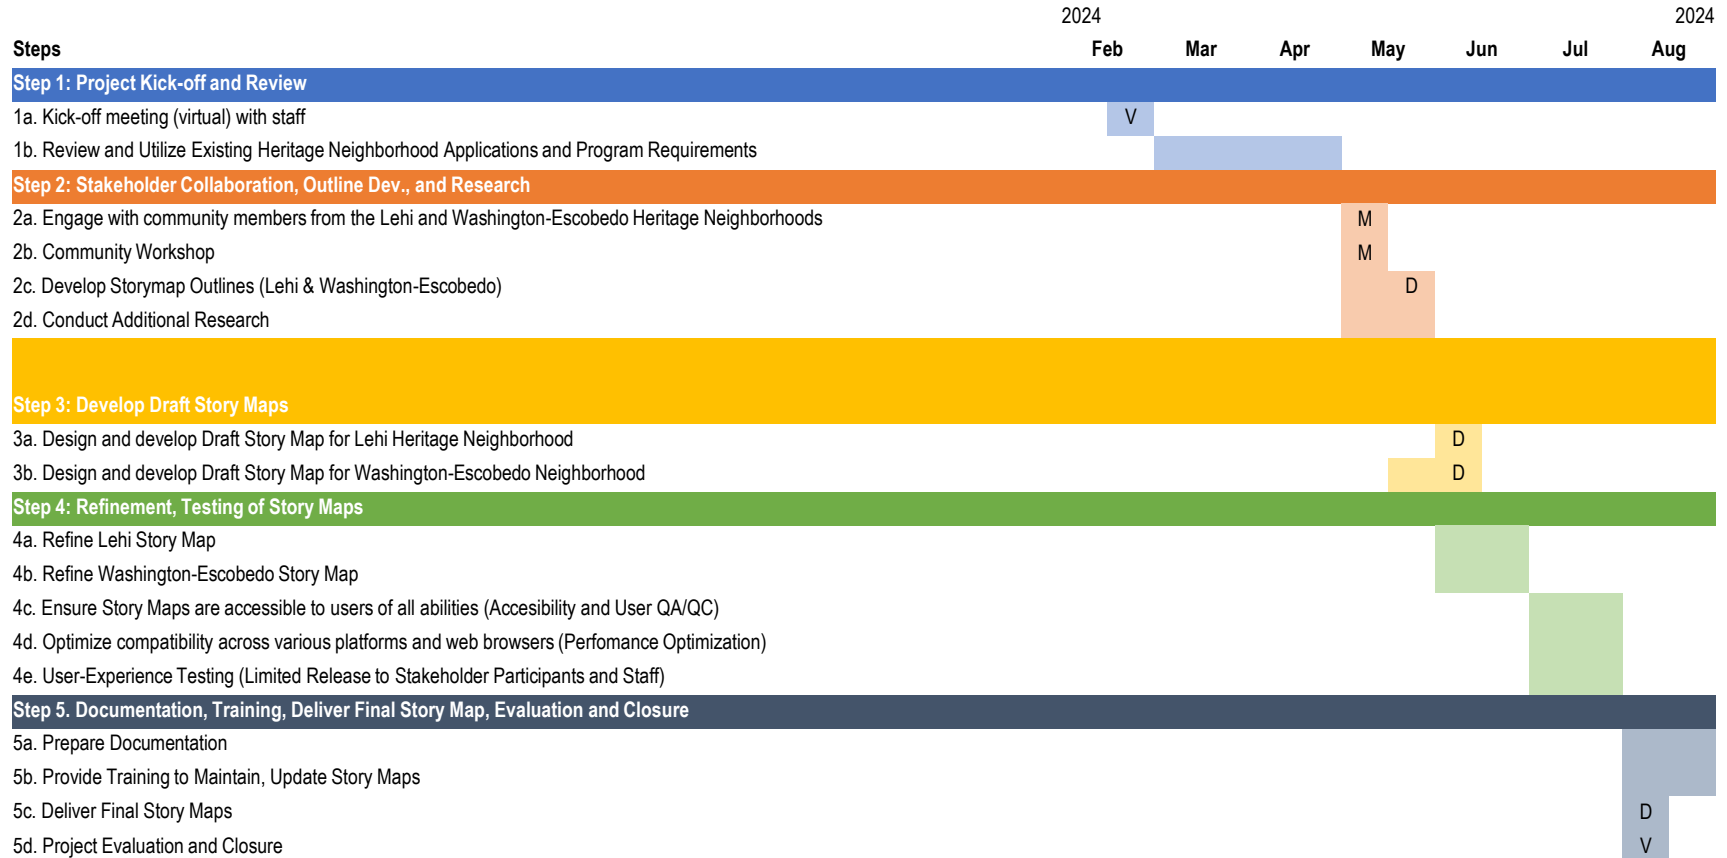 2024 2024
Steps Feb Mar Apr May Jun Jul Aug
Step 1: Project Kick-off and Review
1a. Kick-off meeting (virtual) with staff V
1b. Review and Utilize Existing Heritage Neighborhood Applications and Program Requirements
Step 2: Stakeholder Collaboration, Outline Dev., and Research
2a. Engage with community members from the Lehi and Washington-Escobedo Heritage Neighborhoods M
2b. Community Workshop M
2c. Develop Storymap Outlines (Lehi & Washington-Escobedo) D
2d. Conduct Additional Research
Step 3: Develop Draft Story Maps
3a. Design and develop Draft Story Map for Lehi Heritage Neighborhood D
3b. Design and develop Draft Story Map for Washington-Escobedo Neighborhood D
Step 4: Refinement, Testing of Story Maps
4a. Refine Lehi Story Map
4b. Refine Washington-Escobedo Story Map
4c. Ensure Story Maps are accessible to users of all abilities (Accesibility and User QA/QC)
4d. Optimize compatibility across various platforms and web browsers (Perfomance Optimization)
4e. User-Experience Testing (Limited Release to Stakeholder Participants and Staff)
Step 5. Documentation, Training, Deliver Final Story Map, Evaluation and Closure
5a. Prepare Documentation
5b. Provide Training to Maintain, Update Story Maps
5c. Deliver Final Story Maps D
5d. Project Evaluation and Closure V